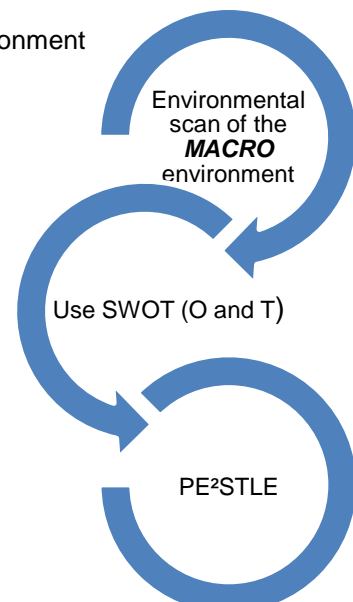 onment
Environmental
scan of the
MACRO
environment
Use SWOT (O and T)
PE²STLE